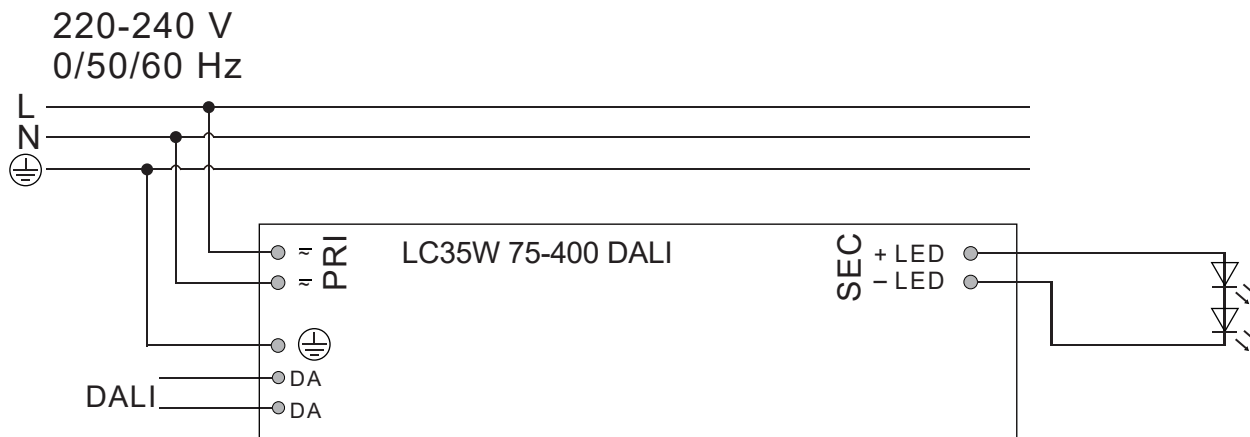 220-240 V
0/50/60 Hz
L
N
≂ PRI
≂
LC35W 75-400 DALI
SEC
+ LED
– LED
DALI
DA
DA